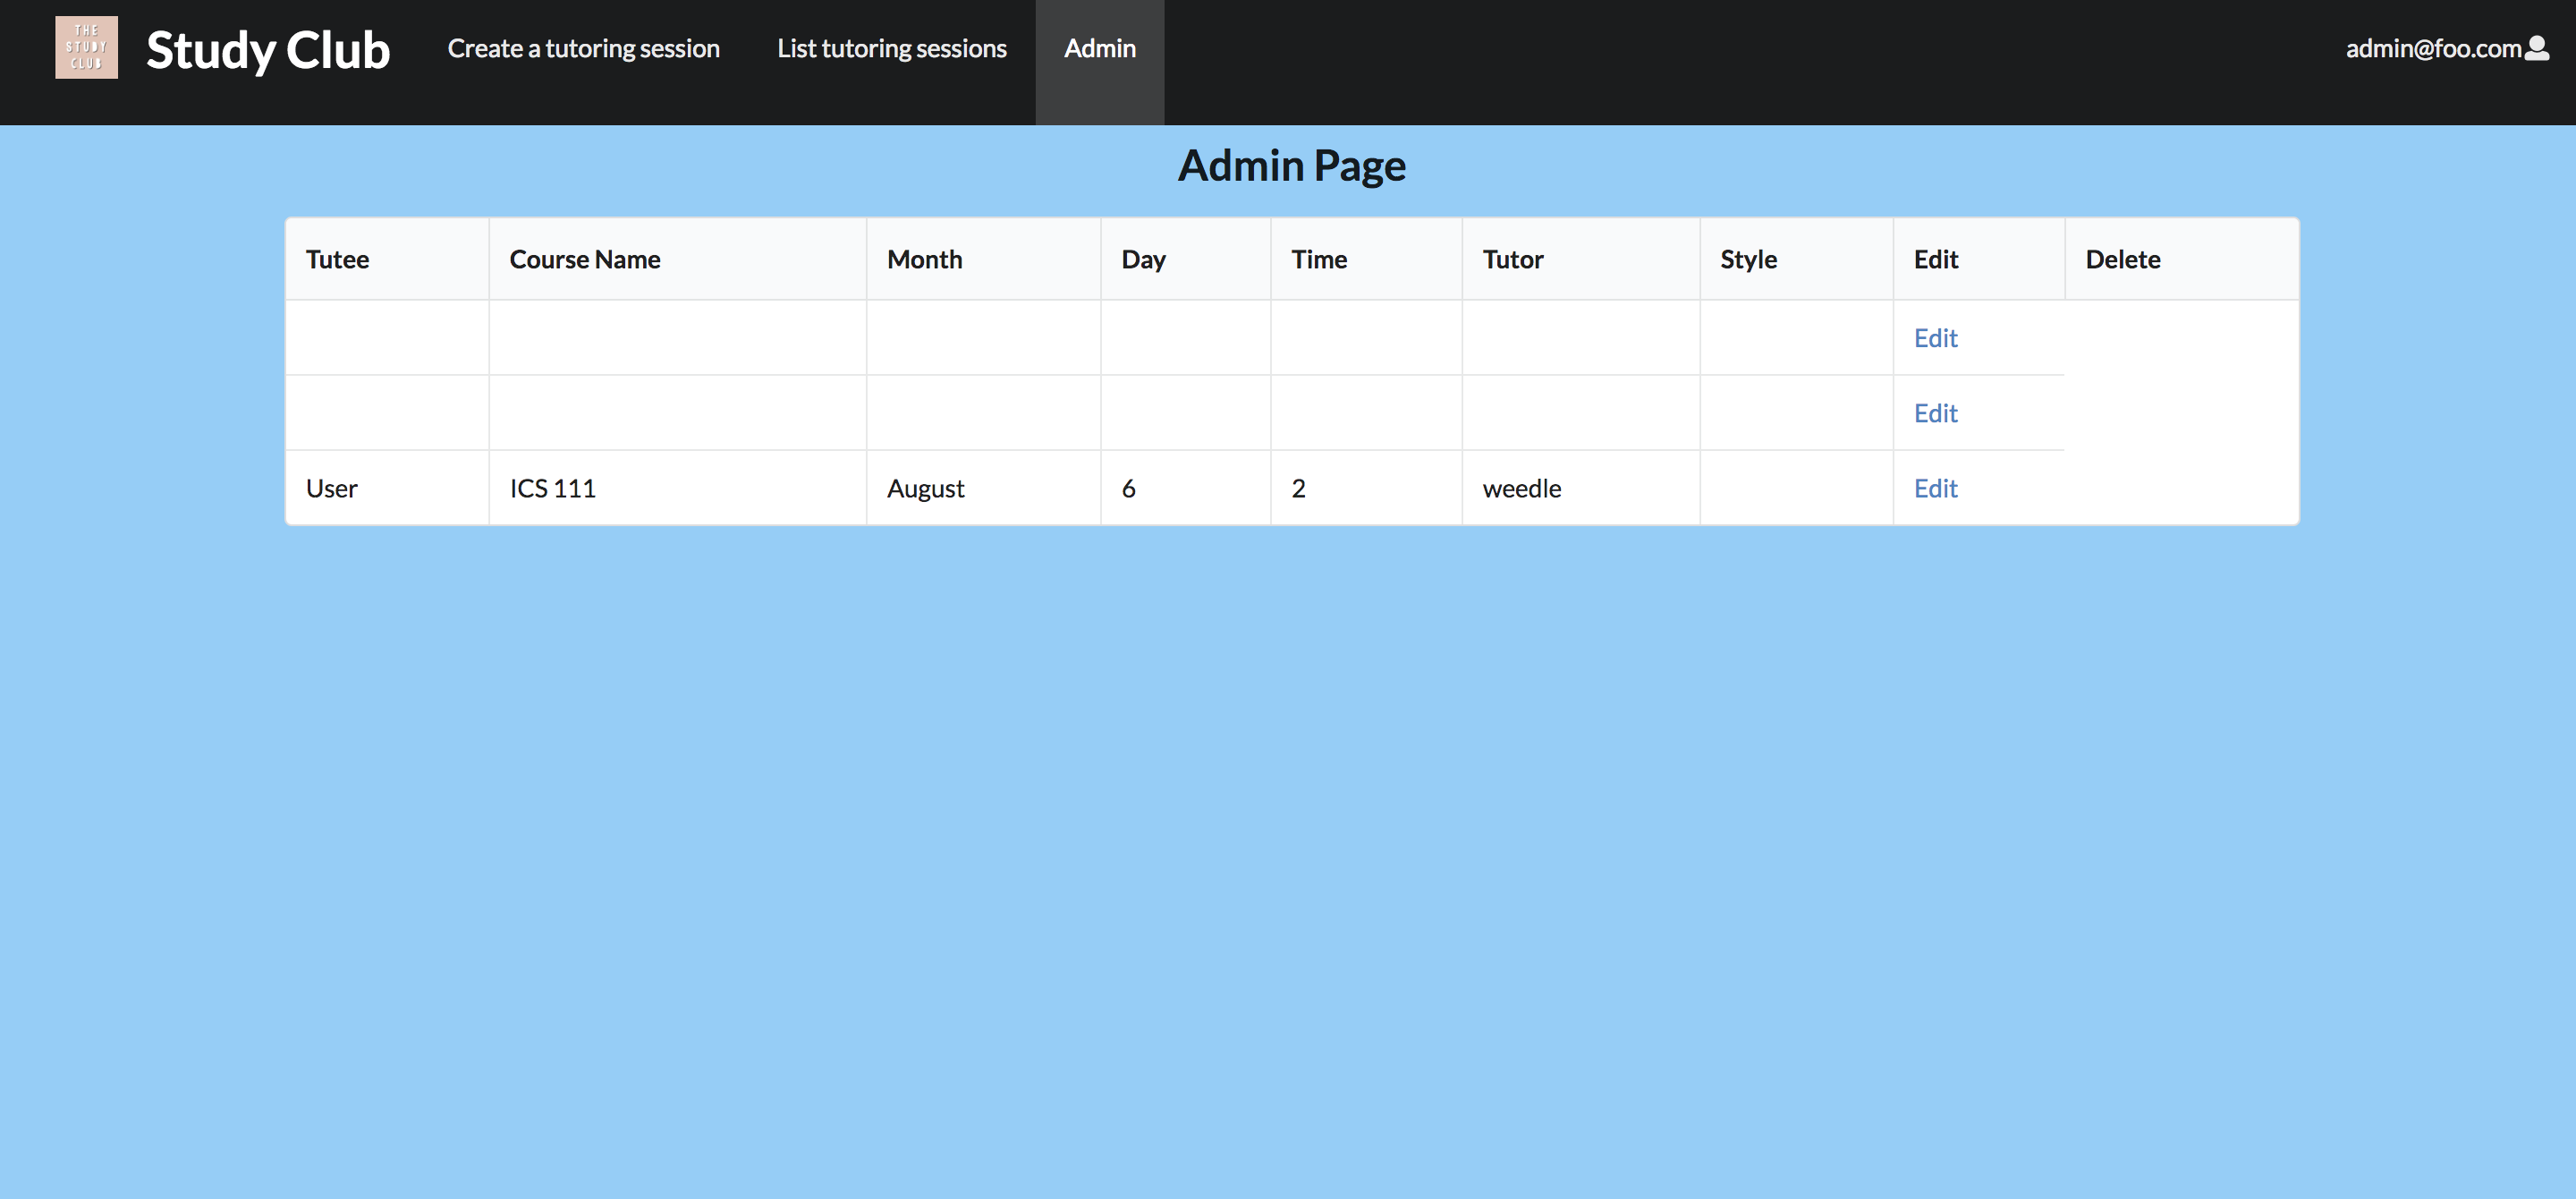 THE
STUDY
CLUB
Study Club Create a tutoring session List tutoring sessions Admin admin@foo.com
Admin Page
Tutee Course Name Month Day Time Tutor Style Edit Delete
Edit
Edit
User ICS 111 August 6 2 weedle Edit